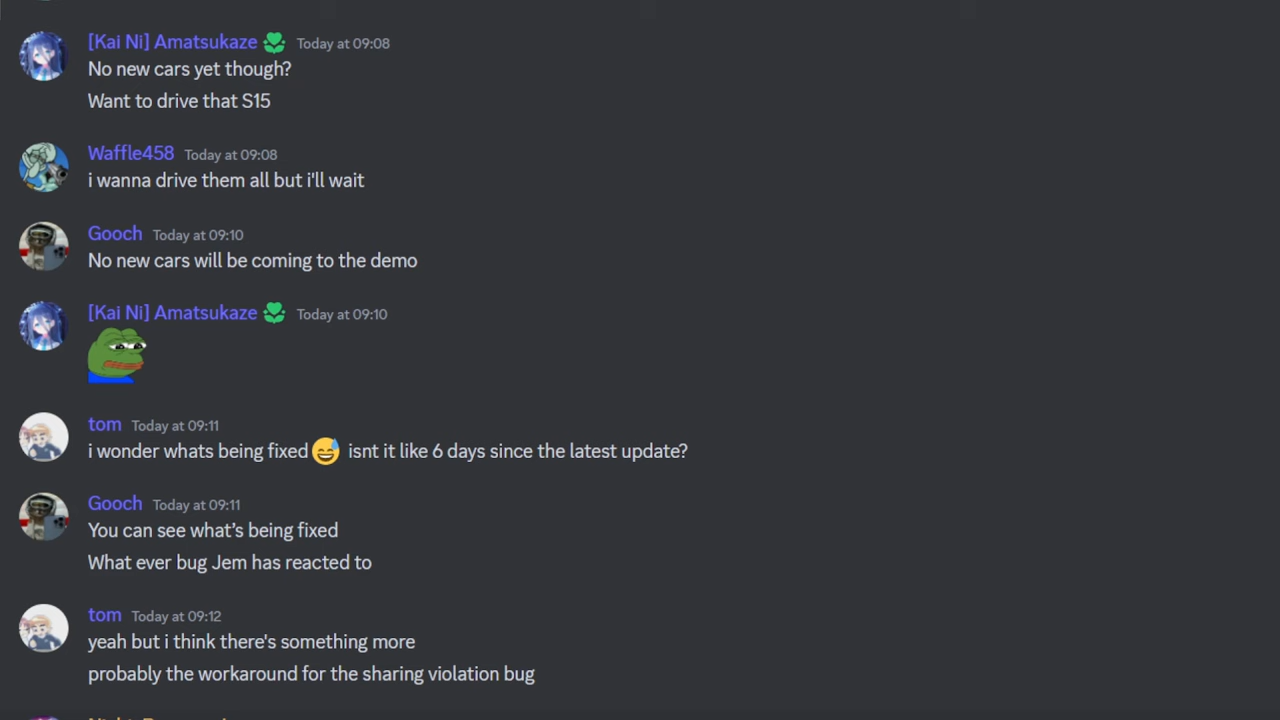 [Kai Ni] Amatsukaze Today at 09:08
No new cars yet though?
Want to drive that S15
Waffle458 Today at 09:08
i wanna drive them all but i'll wait
Gooch Today at 09:10
No new cars will be coming to the demo
[Kai Ni] Amatsukaze Today at 09:10
tom Today at 09:11
i wonder whats being fixed😅 isnt it like 6 days since the latest update?
Gooch Today at 09:11
You can see what’s being fixed
What ever bug Jem has reacted to
tom Today at 09:12
yeah but i think there's something more
probably the workaround for the sharing violation bug